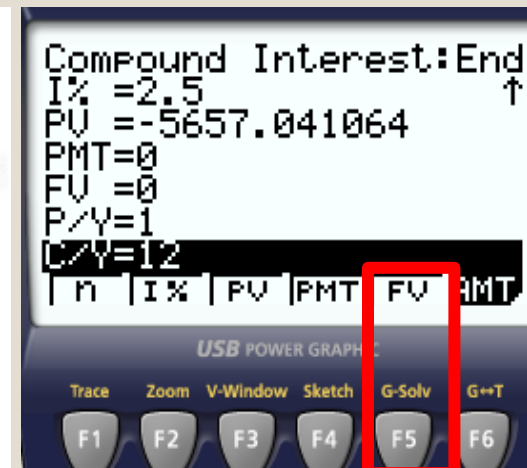 Compound Interest:End
I% =2.5 ↑
PV =-5657.041064
PMT=0
FV =0
P/Y=1
C/Y=12
n I% PV PMT FV AMT
USB POWER GRAPHIC
Trace Zoom V-Window Sketch G-Solv G↔T
F1 F2 F3 F4 F5 F6